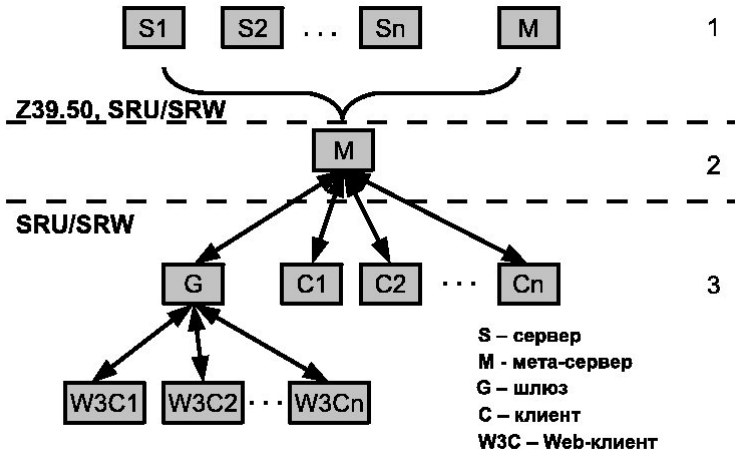 S1 S2 ... Sn M 1
Z39.50, SRU/SRW
M 2
SRU/SRW
G C1 C2 ... Cn 3
S – сервер
M - мета-сервер
G – шлюз
W3C1 W3C2 ... W3Cn
C – клиент
W3C – Web-клиент